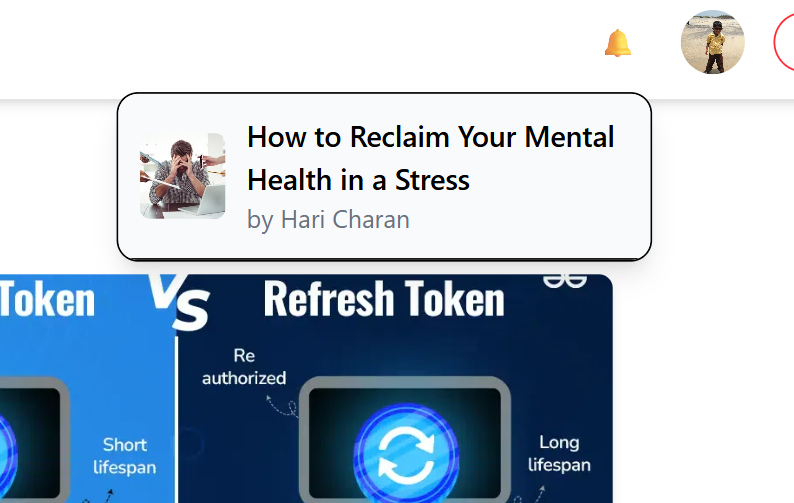 How to Reclaim Your Mental
Health in a Stress
by Hari Charan
Token
VS
Refresh Token
Re
authorized
Short
lifespan
Long
lifespan